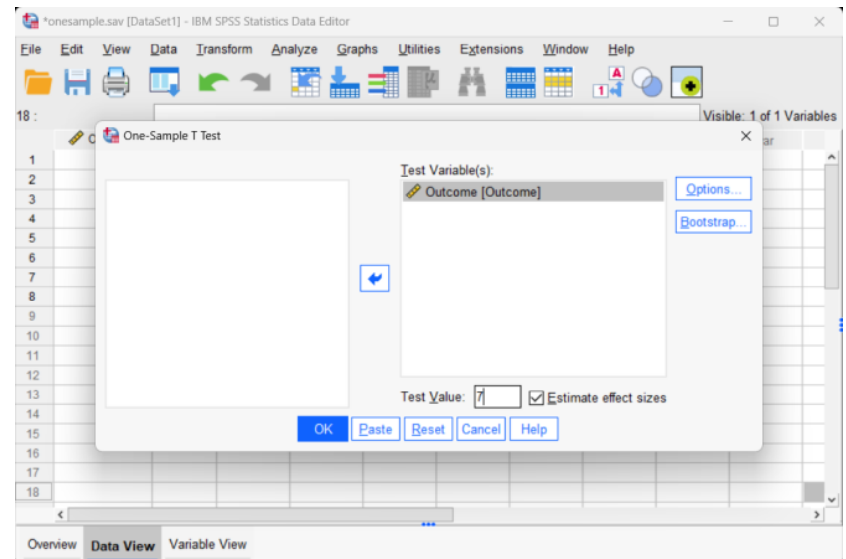 *onesample.sav [DataSet1] - IBM SPSS Statistics Data Editor
File Edit View Data Transform Analyze Graphs Utilities Extensions Window Help
18 :
Visible: 1 of 1 Variables
One-Sample T Test
ar
Test Variable(s):
Outcome [Outcome]
Options...
Bootstrap...
Test Value: 7 Estimate effect sizes
OK Paste Reset Cancel Help
1
2
3
4
5
6
7
8
9
10
11
12
13
14
15
16
17
18
Overview Data View Variable View